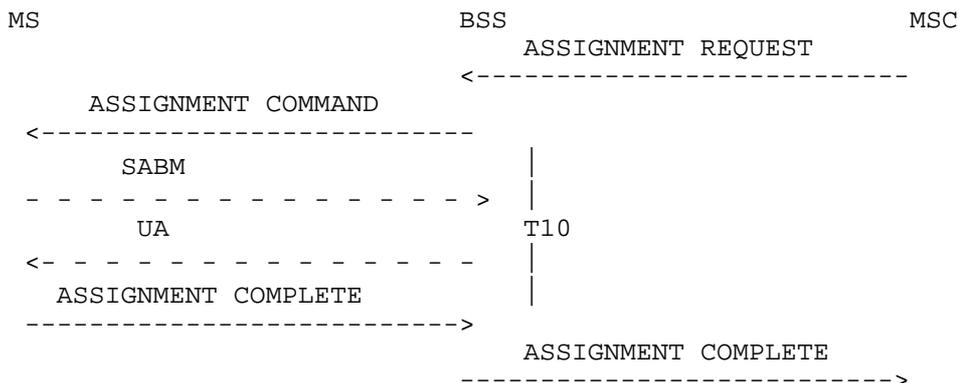 MS BSS MSC
ASSIGNMENT REQUEST
ASSIGNMENT COMMAND
SABM
UA T10
ASSIGNMENT COMPLETE
ASSIGNMENT COMPLETE